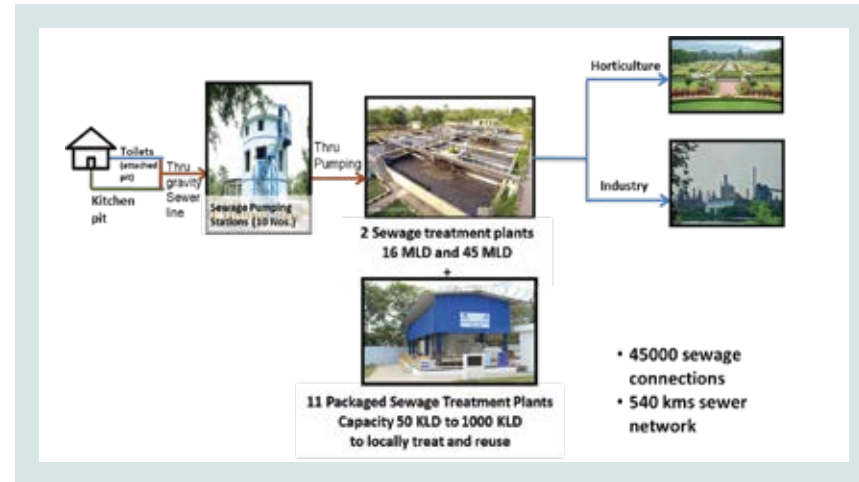 Toilets
(attached
pit)
Kitchen
pit
Thru
gravity
Sewer
line
Sewage Pumping
Stations (10 Nos.)
Thru
Pumping
2 Sewage treatment plants
16 MLD and 45 MLD
+
11 Packaged Sewage Treatment Plants
Capacity 50 KLD to 1000 KLD
to locally treat and reuse
Horticulture
Industry
• 45000 sewage
connections
• 540 kms sewer
network